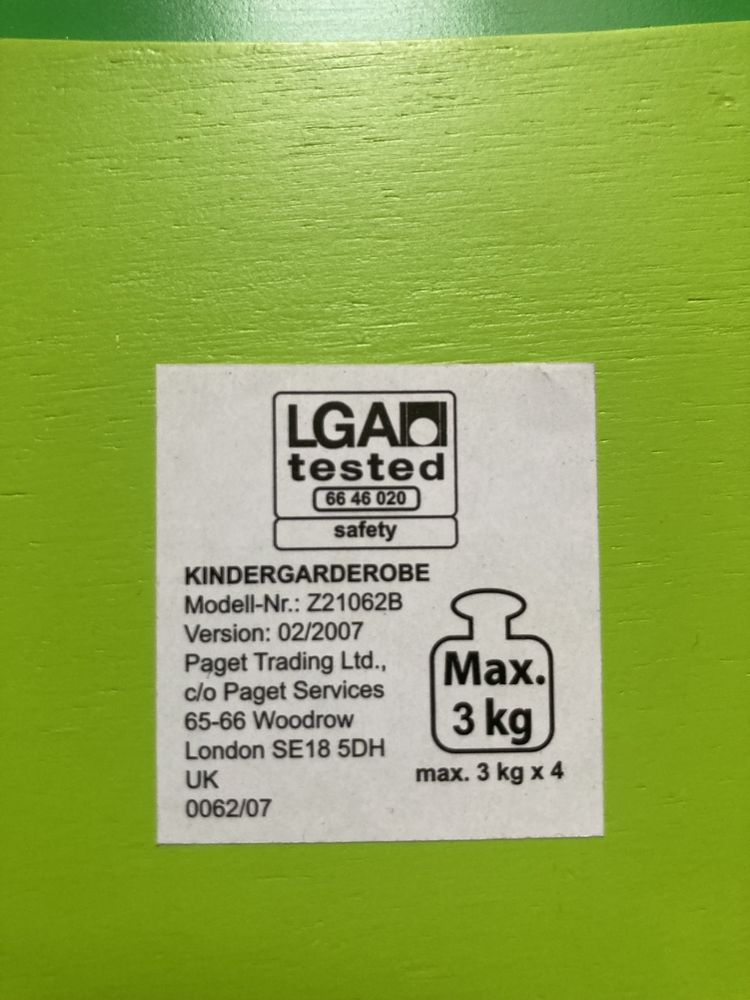 LGA
tested
66 46 020
safety
KINDERGARDEROBE
Modell-Nr.: Z21062B
Version: 02/2007
Paget Trading Ltd.,
c/o Paget Services
65-66 Woodrow
London SE18 5DH
UK
0062/07
Max.
3 kg
max. 3 kg x 4